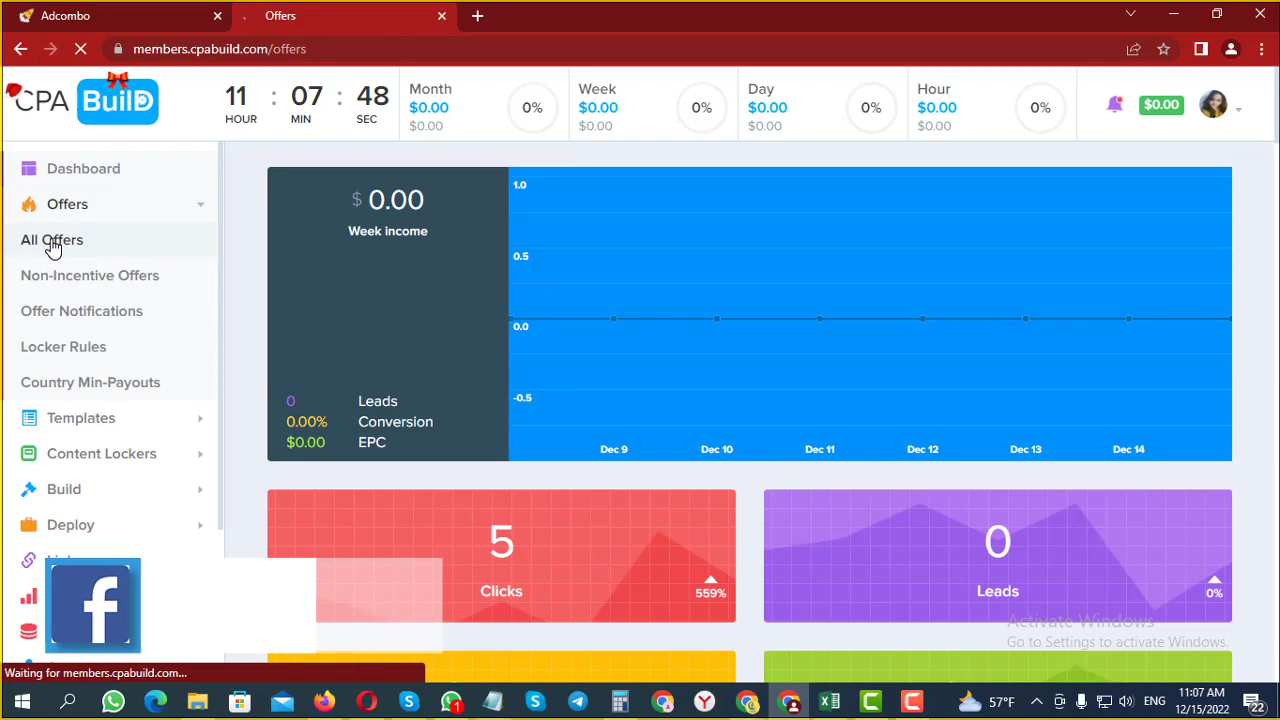 Adcombo
Offers
members.cpabuild.com/offers
CPA BuilD
11 : 07 : 48
HOUR MIN SEC
Month
$0.00
$0.00
0%
Week
$0.00
$0.00
0%
Day
$0.00
$0.00
0%
Hour
$0.00
$0.00
0%
$0.00
Dashboard
Offers
All Offers
Non-Incentive Offers
Offer Notifications
Locker Rules
Country Min-Payouts
Templates
Content Lockers
Build
Deploy
$ 0.00
Week income
0 Leads
0.00% Conversion
$0.00 EPC
1.0
0.5
0.0
-0.5
Dec 9 Dec 10 Dec 11 Dec 12 Dec 13 Dec 14
5
Clicks
559%
0
Leads
0%
f
Activate Windows
Go to Settings to activate Windows.
Waiting for members.cpabuild.com...
1
57°F
ENG
11:07 AM
12/15/2022
22